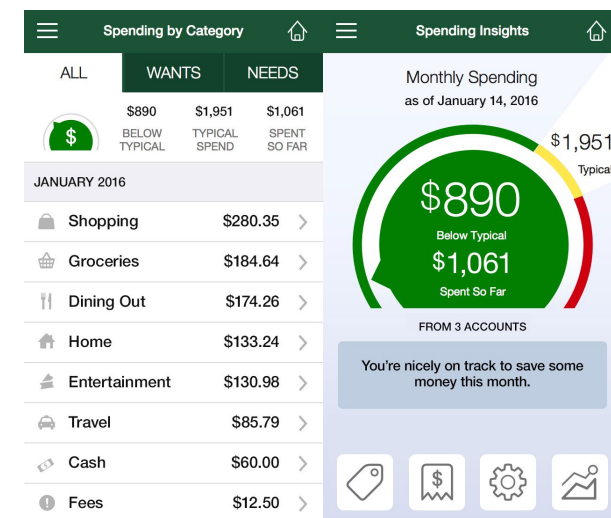 Spending by Category
ALL WANTS NEEDS
$
$890 $1,951 $1,061
BELOW TYPICAL SPENT
TYPICAL SPEND SO FAR
JANUARY 2016
Shopping $280.35
Groceries $184.64
Dining Out $174.26
Home $133.24
Entertainment $130.98
Travel $85.79
Cash $60.00
Fees $12.50
Spending Insights
Monthly Spending
as of January 14, 2016
$1,951
Typical
$890
Below Typical
$1,061
Spent So Far
FROM 3 ACCOUNTS
You're nicely on track to save some
money this month.
$